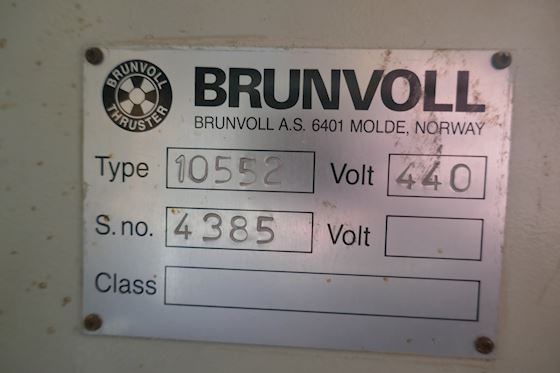 BRUNVOLL
THRUSTER
BRUNVOLL
BRUNVOLL A.S. 6401 MOLDE, NORWAY
Type 10552 Volt 440
S. no. 4385 Volt
Class